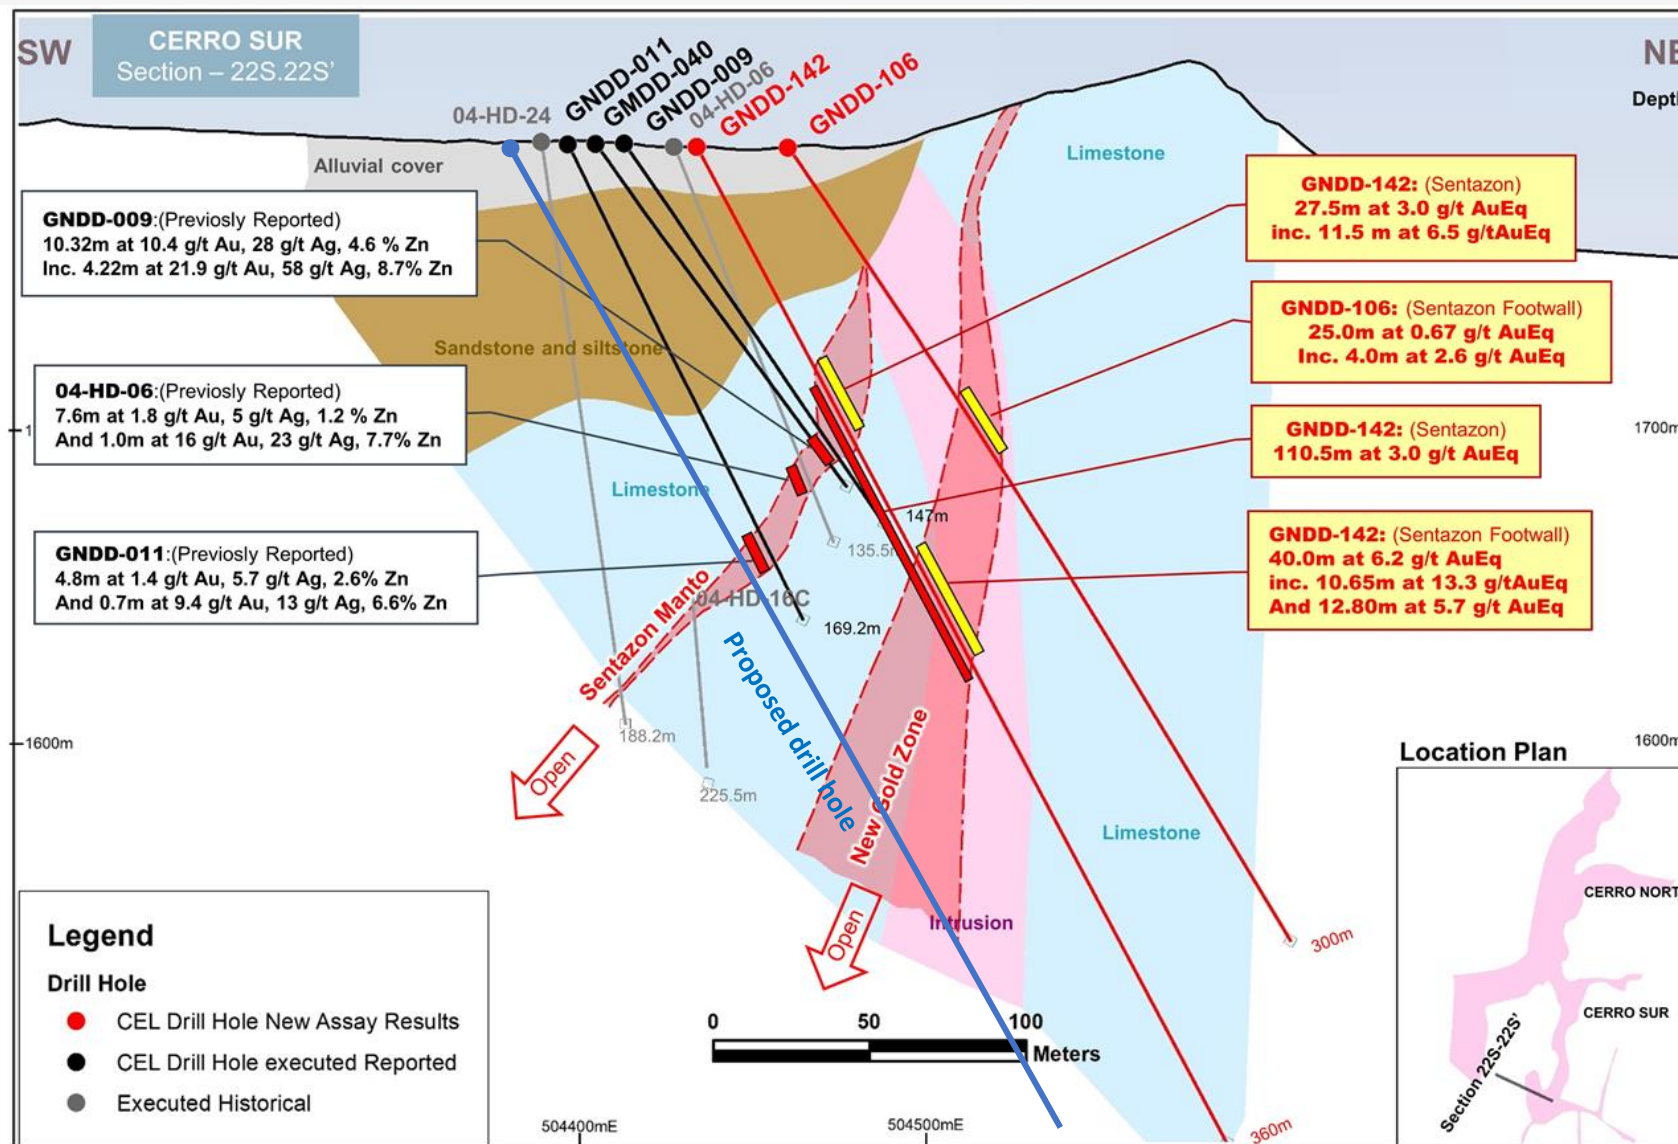 SW
CERRO SUR
Section – 22S.22S'
04-HD-24
GNDD-011
GMDD-040
GNDD-009
04-HD-06
GNDD-142
GNDD-106
Alluvial cover
Limestone
GNDD-009:(Previosly Reported)
10.32m at 10.4 g/t Au, 28 g/t Ag, 4.6 % Zn
Inc. 4.22m at 21.9 g/t Au, 58 g/t Ag, 8.7% Zn
GNDD-142: (Sentazon)
27.5m at 3.0 g/t AuEq
inc. 11.5 m at 6.5 g/tAuEq
GNDD-106: (Sentazon Footwall)
25.0m at 0.67 g/t AuEq
Inc. 4.0m at 2.6 g/t AuEq
Sandstone and siltstone
04-HD-06:(Previosly Reported)
7.6m at 1.8 g/t Au, 5 g/t Ag, 1.2 % Zn
And 1.0m at 16 g/t Au, 23 g/t Ag, 7.7% Zn
GNDD-142: (Sentazon)
110.5m at 3.0 g/t AuEq
1700m
Limestone
147m
135.5m
GNDD-011:(Previosly Reported)
4.8m at 1.4 g/t Au, 5.7 g/t Ag, 2.6% Zn
And 0.7m at 9.4 g/t Au, 13 g/t Ag, 6.6% Zn
GNDD-142: (Sentazon Footwall)
40.0m at 6.2 g/t AuEq
inc. 10.65m at 13.3 g/tAuEq
And 12.80m at 5.7 g/t AuEq
04-HD-16C
169.2m
Sentazon Manto
Proposed drill hole
New Gold Zone
188.2m
225.5m
Open
1600m
1600m
Limestone
Open
Intrusion
300m
360m
0 50 100
Meters
504400mE
504500mE
Legend
Drill Hole
CEL Drill Hole New Assay Results
CEL Drill Hole executed Reported
Executed Historical
Location Plan
CERRO NORT
CERRO SUR
Section 22S-22S'